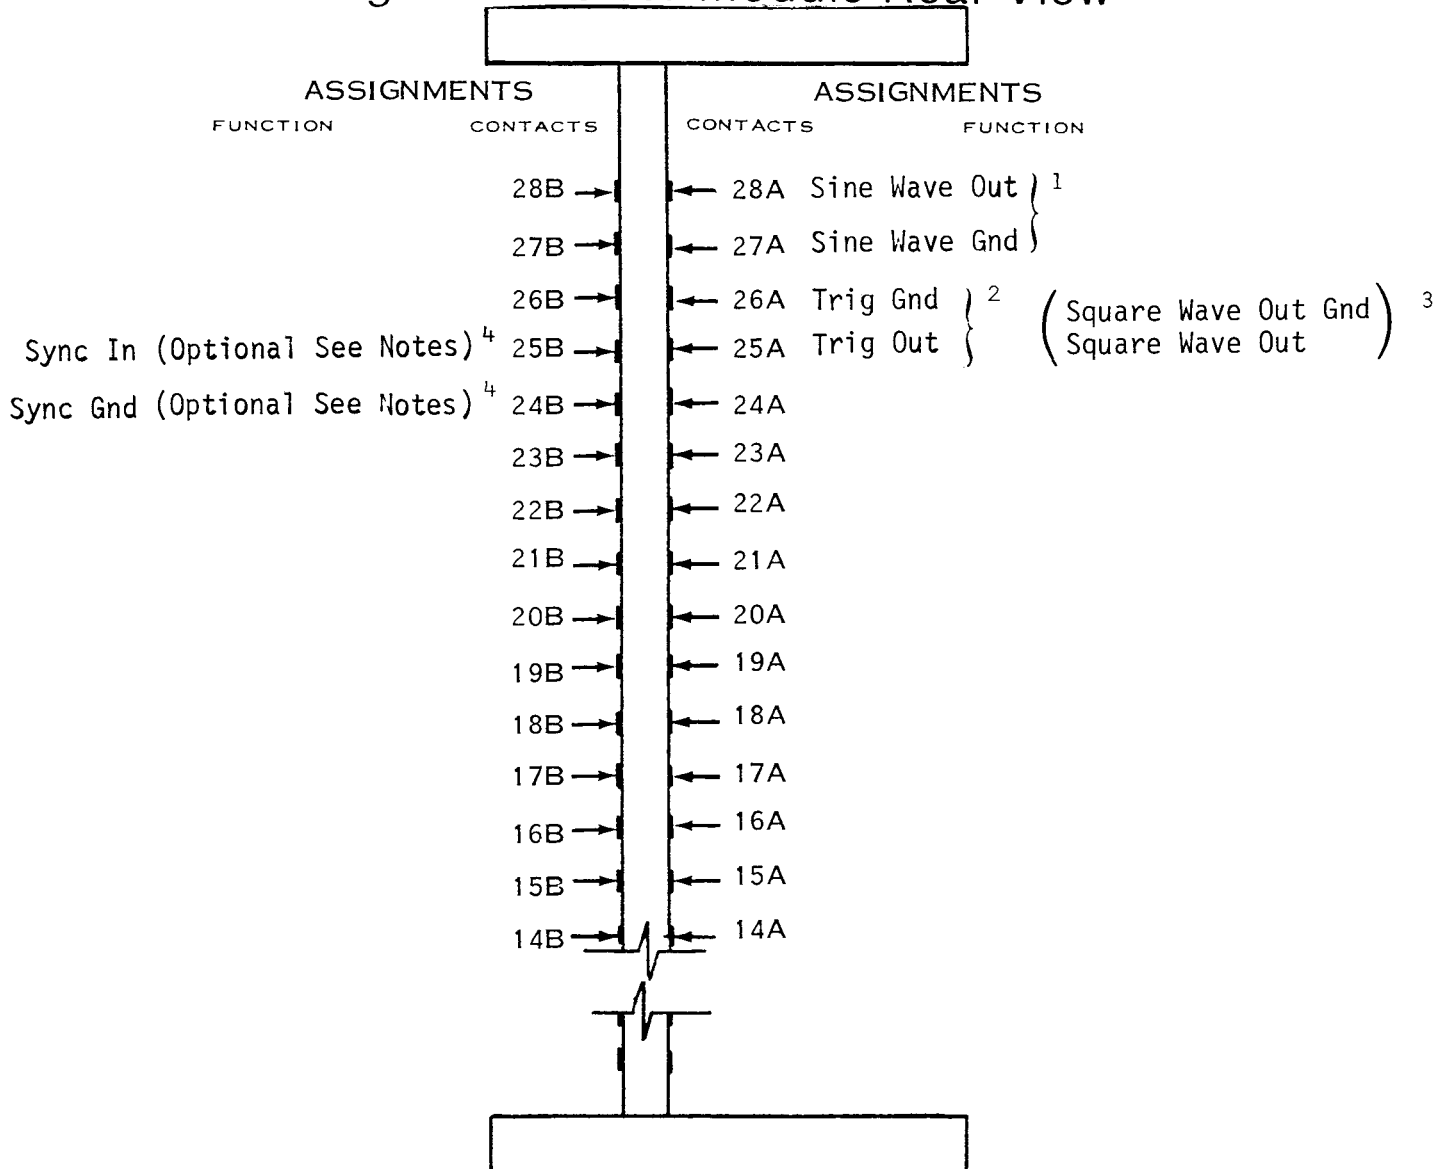 Module Rear View
ASSIGNMENTS ASSIGNMENTS
FUNCTION CONTACTS CONTACTS FUNCTION
28B 28A Sine Wave Out 1
27B 27A Sine Wave Gnd
26B 26A Trig Gnd 2 (Square Wave Out Gnd) 3
Sync In (Optional See Notes) 4 25B 25A Trig Out Square Wave Out
Sync Gnd (Optional See Notes) 4 24B 24A
23B 23A
22B 22A
21B 21A
20B 20A
19B 19A
18B 18A
17B 17A
16B 16A
15B 15A
14B 14A